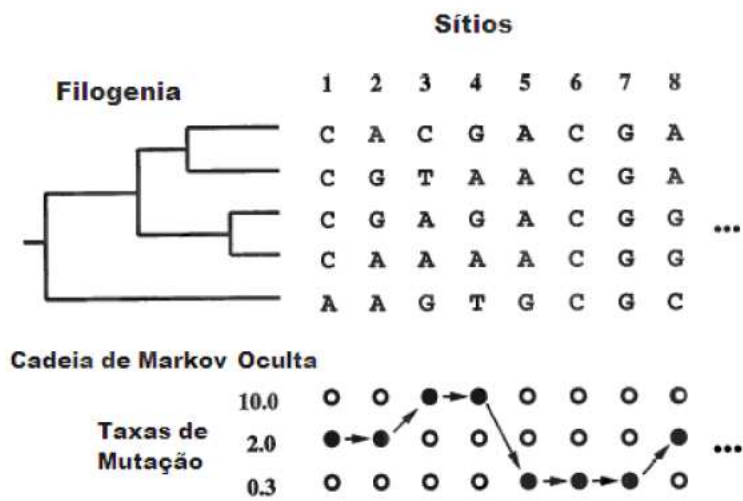 Sítios
Filogenia
1 2 3 4 5 6 7 8
C A C G A C G A
C G T A A C G A
C G A G A C G G ...
C A A A A C G G
A A G T G C G C
Cadeia de Markov Oculta
10.0
Taxas de
Mutação
2.0 ...
0.3